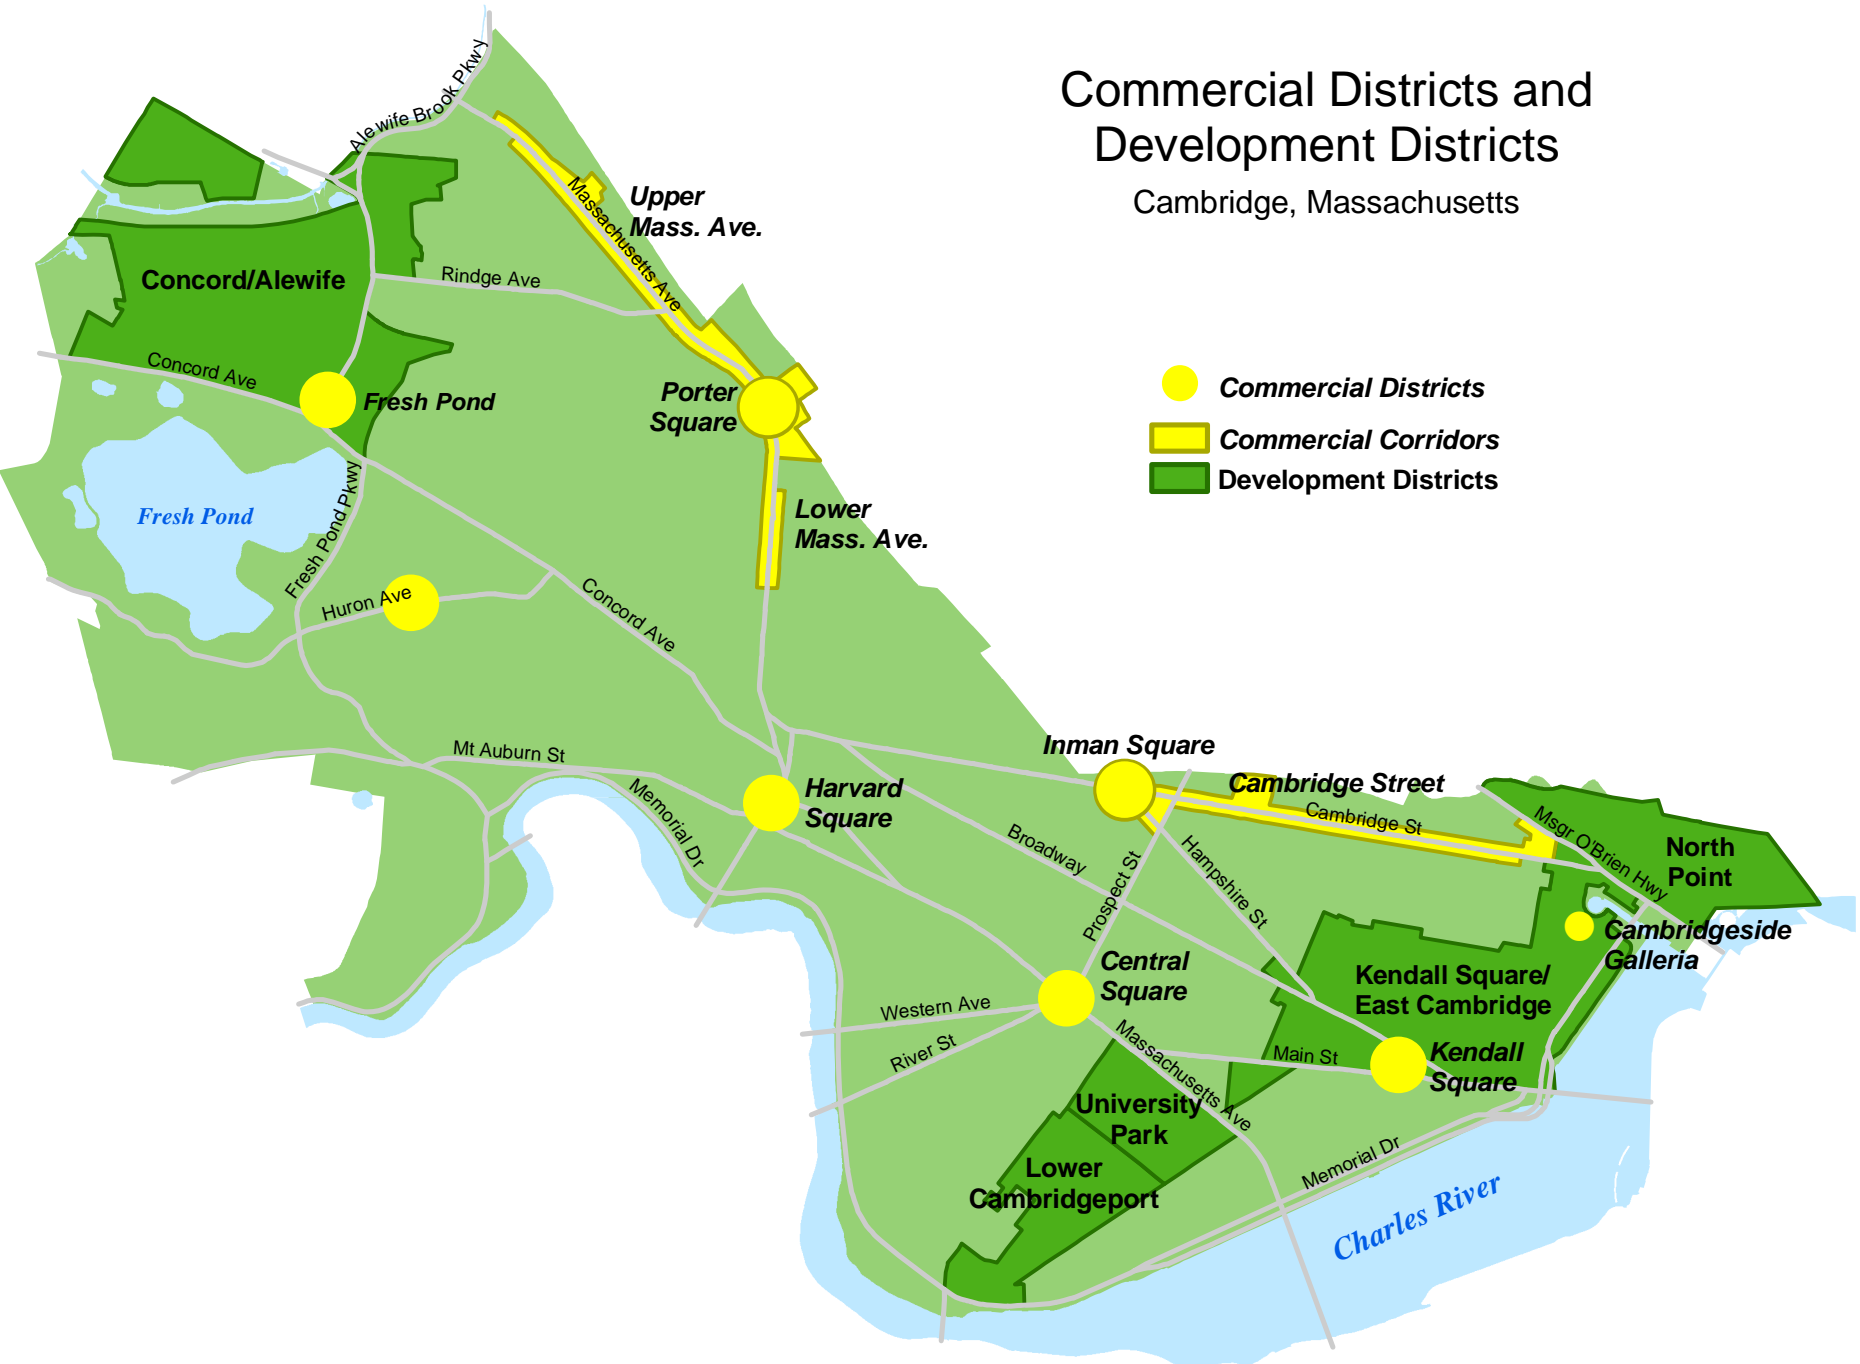 Commercial Districts and
Development Districts
Cambridge, Massachusetts
Commercial Districts
Commercial Corridors
Development Districts
Alewife Brook Pkwy
Massachusetts Ave
Upper
Mass. Ave.
Concord/Alewife
Rindge Ave
Concord Ave
Fresh Pond
Porter
Square
Fresh Pond
Fresh Pond Pkwy
Lower
Mass. Ave.
Huron Ave
Concord Ave
Mt Auburn St
Memorial Dr
Harvard
Square
Inman Square
Cambridge Street
Cambridge St
Msgr O'Brien Hwy
North
Point
Broadway
Prospect St
Hampshire St
Cambridgeside
Galleria
Central
Square
Kendall Square/
East Cambridge
Western Ave
River St
Massachusetts Ave
Main St
Kendall
Square
University
Park
Lower
Cambridgeport
Memorial Dr
Charles River